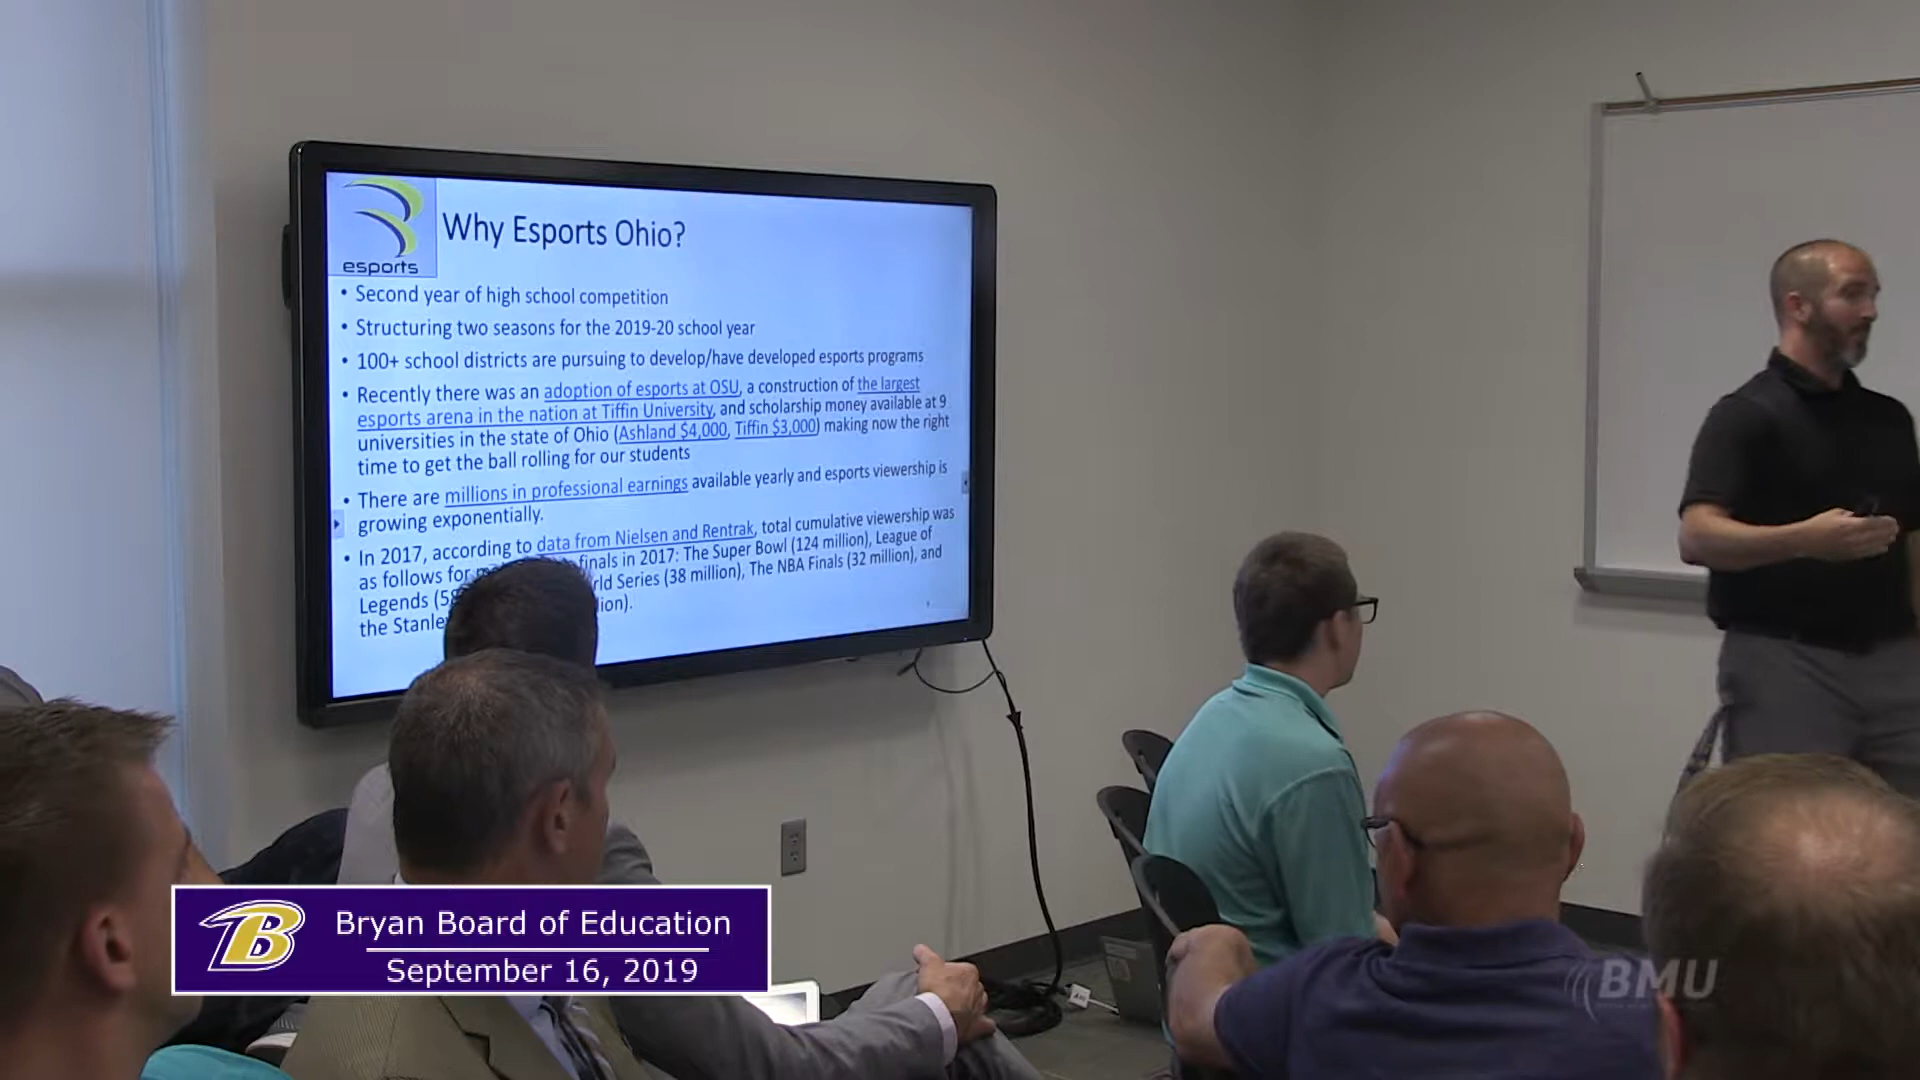 esports
Why Esports Ohio?
• Second year of high school competition
• Structuring two seasons for the 2019-20 school year
• 100+ school districts are pursuing to develop/have developed esports programs
• Recently there was an adoption of esports at OSU, a construction of the largest
esports arena in the nation at Tiffin University, and scholarship money available at 9
universities in the state of Ohio (Ashland $4,000, Tiffin $3,000) making now the right
time to get the ball rolling for our students
• There are millions in professional earnings available yearly and esports viewership is
growing exponentially.
• In 2017, according to data from Nielsen and Rentrak, total cumulative viewership was
as follows for finals in 2017: The Super Bowl (124 million), League of
Legends (58 Series (38 million), The NBA Finals (32 million), and
the
B
Bryan Board of Education
September 16, 2019
BMU